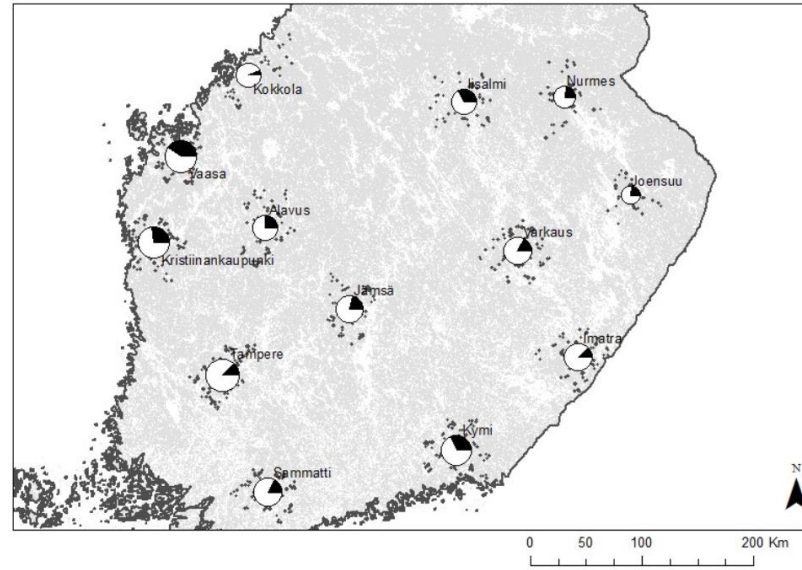 Kokkola
Iisalmi
Nurmes
Vaasa
Joensuu
Alavus
Varkaus
Kristiinankaupunki
Jämsä
Tampere
Imatra
Kymi
Sammatti
N
0 50 100 200 Km